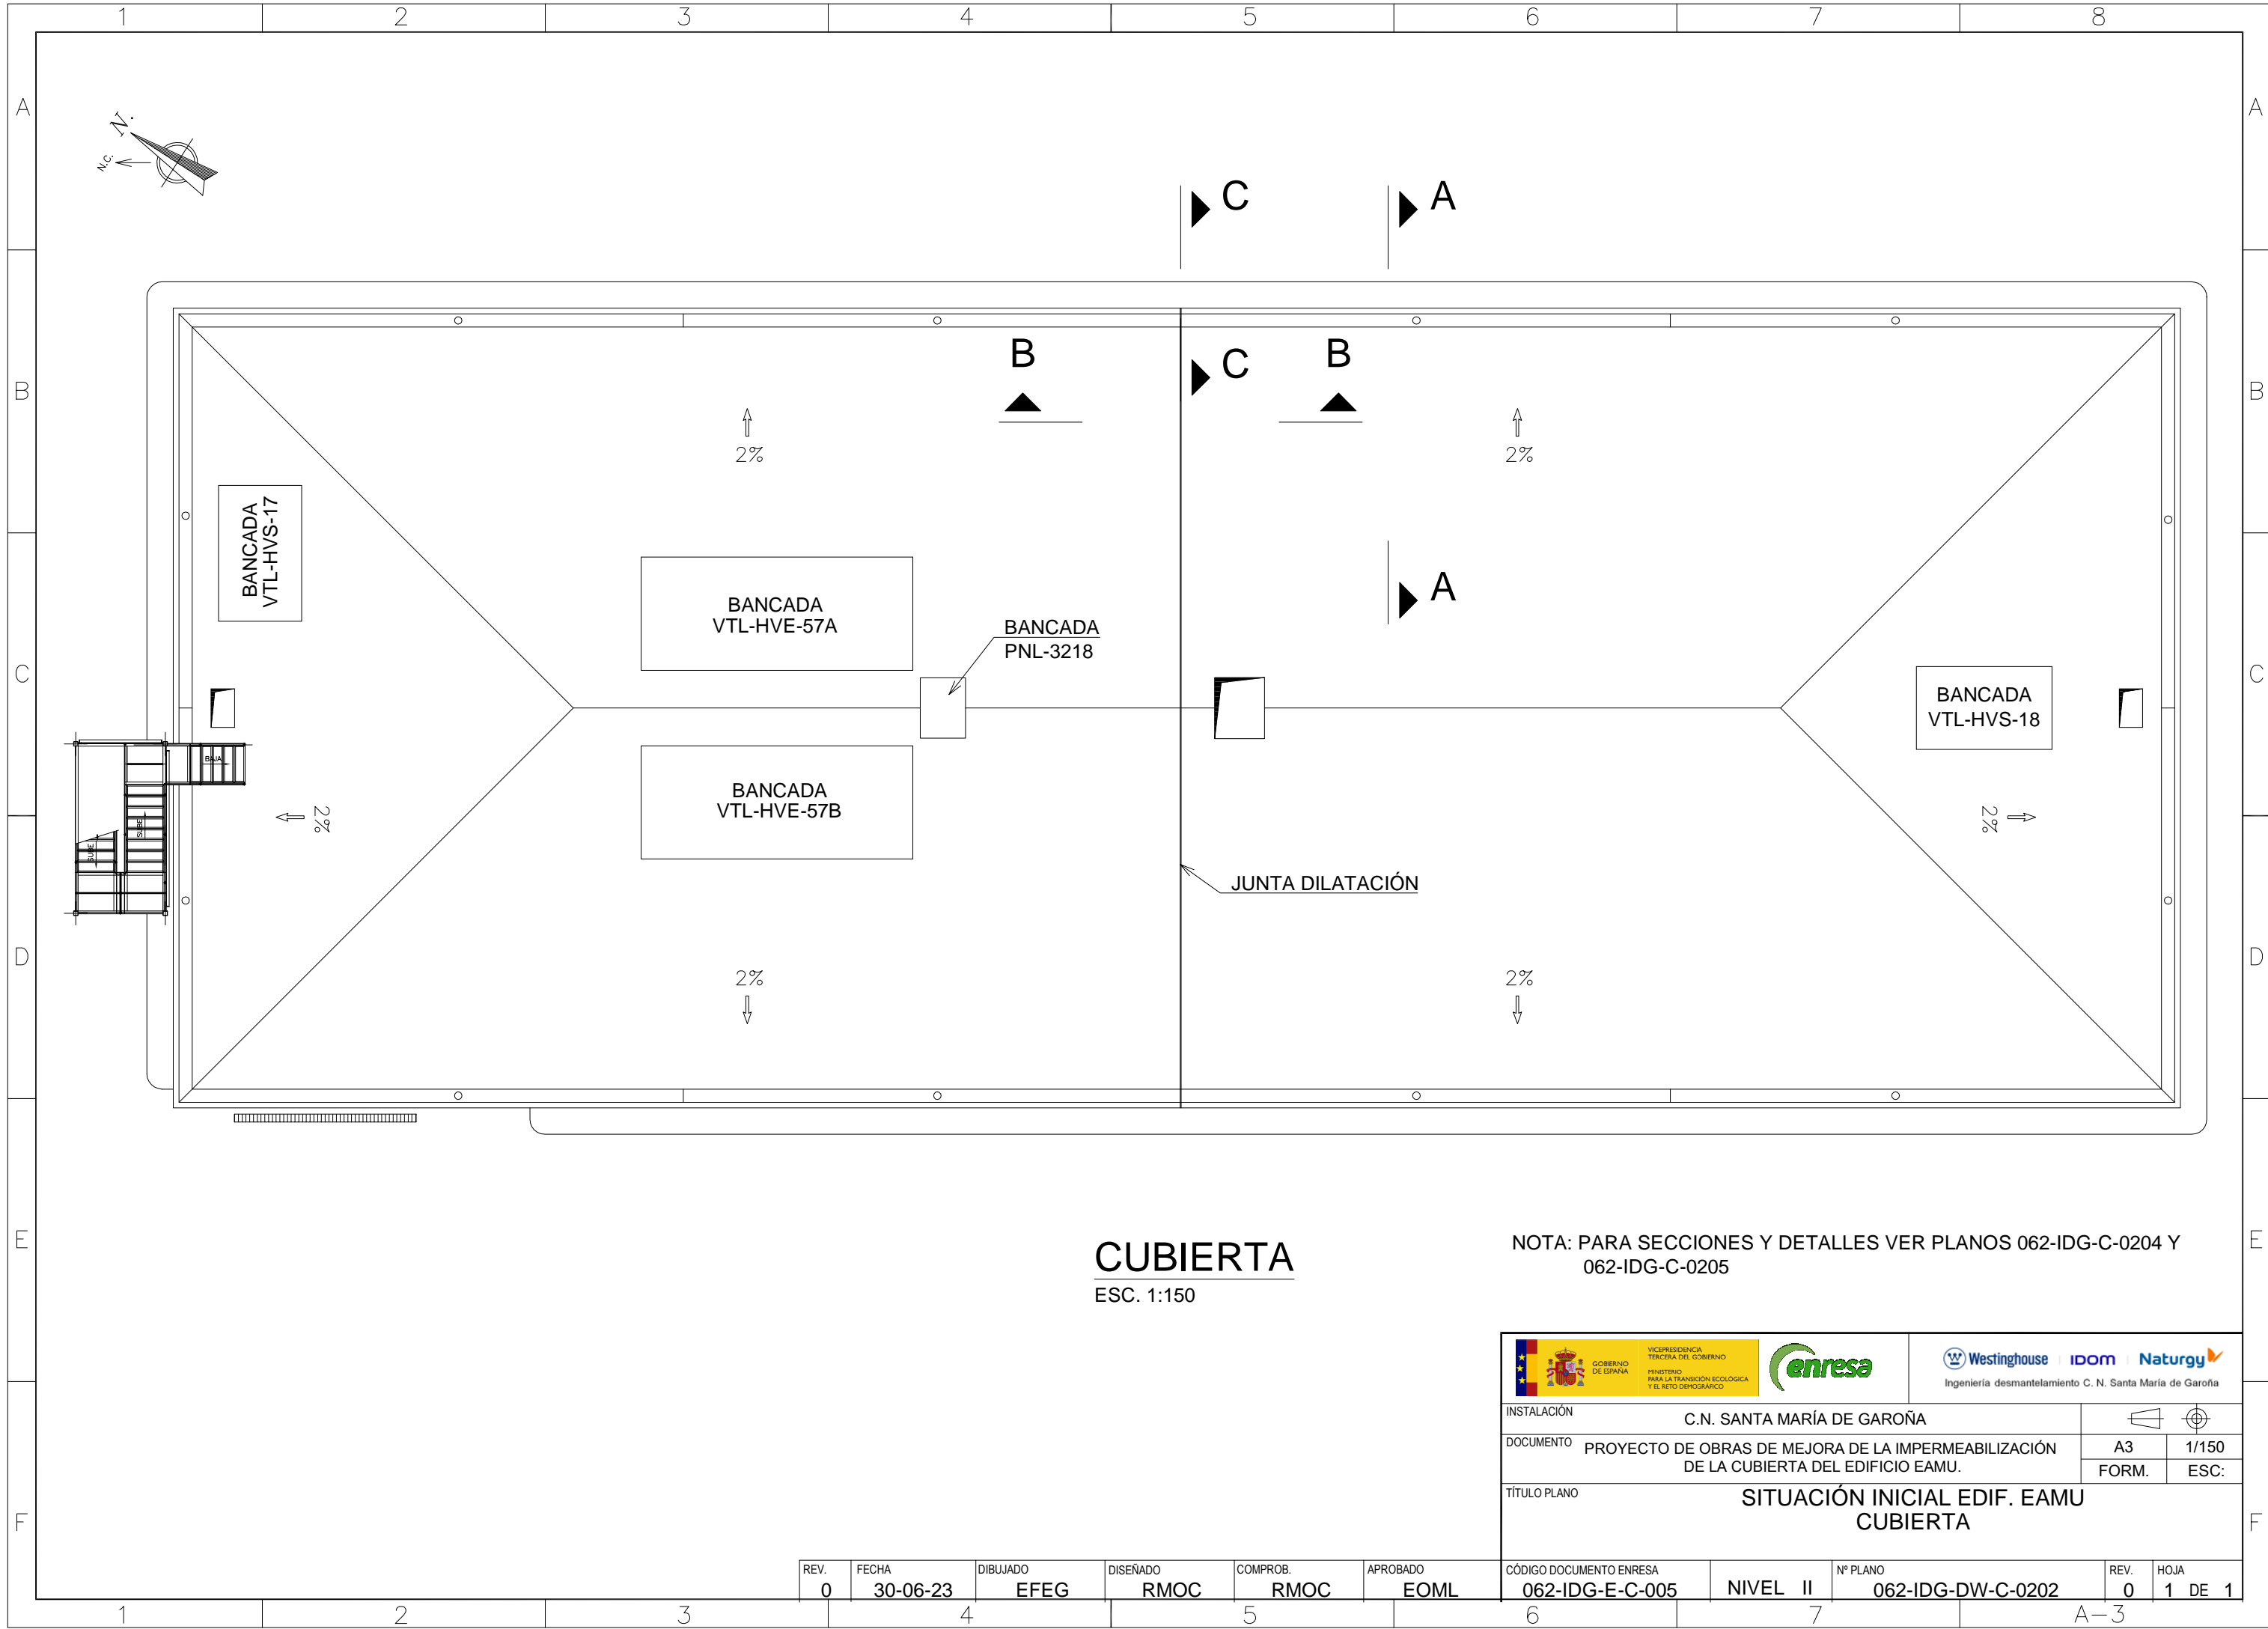 1 2 3 4 5 6 7 8
A A
N.
N.C.
C A
B C B
B B
2% 2%
BANCADA
VTL-HVS-17
A
BANCADA
VTL-HVE-57A
BANCADA
PNL-3218
C C
BANCADA
VTL-HVS-18
BAJA
BANCADA
VTL-HVE-57B
2% 2%
SUBE
SUBE
JUNTA DILATACIÓN
D D
2% 2%
CUBIERTA
ESC. 1:150
NOTA: PARA SECCIONES Y DETALLES VER PLANOS 062-IDG-C-0204 Y
062-IDG-C-0205
E E
GOBIERNO
DE ESPAÑA
VICEPRESIDENCIA
TERCERA DEL GOBIERNO
MINISTERIO
PARA LA TRANSICIÓN ECOLÓGICA
Y EL RETO DEMOGRÁFICO
enresa
W Westinghouse IDOM Naturgy
Ingeniería desmantelamiento C. N. Santa María de Garoña
INSTALACIÓN
C.N. SANTA MARÍA DE GAROÑA
DOCUMENTO
PROYECTO DE OBRAS DE MEJORA DE LA IMPERMEABILIZACIÓN
DE LA CUBIERTA DEL EDIFICIO EAMU.
A3 1/150
FORM. ESC:
TÍTULO PLANO
SITUACIÓN INICIAL EDIF. EAMU
CUBIERTA
F F
REV. FECHA DIBUJADO DISEÑADO COMPROB. APROBADO CÓDIGO DOCUMENTO ENRESA Nº PLANO REV. HOJA
0 30-06-23 EFEG RMOC RMOC EOML 062-IDG-E-C-005 NIVEL II 062-IDG-DW-C-0202 0 1 DE 1
1 2 3 4 5 6 7 A-3